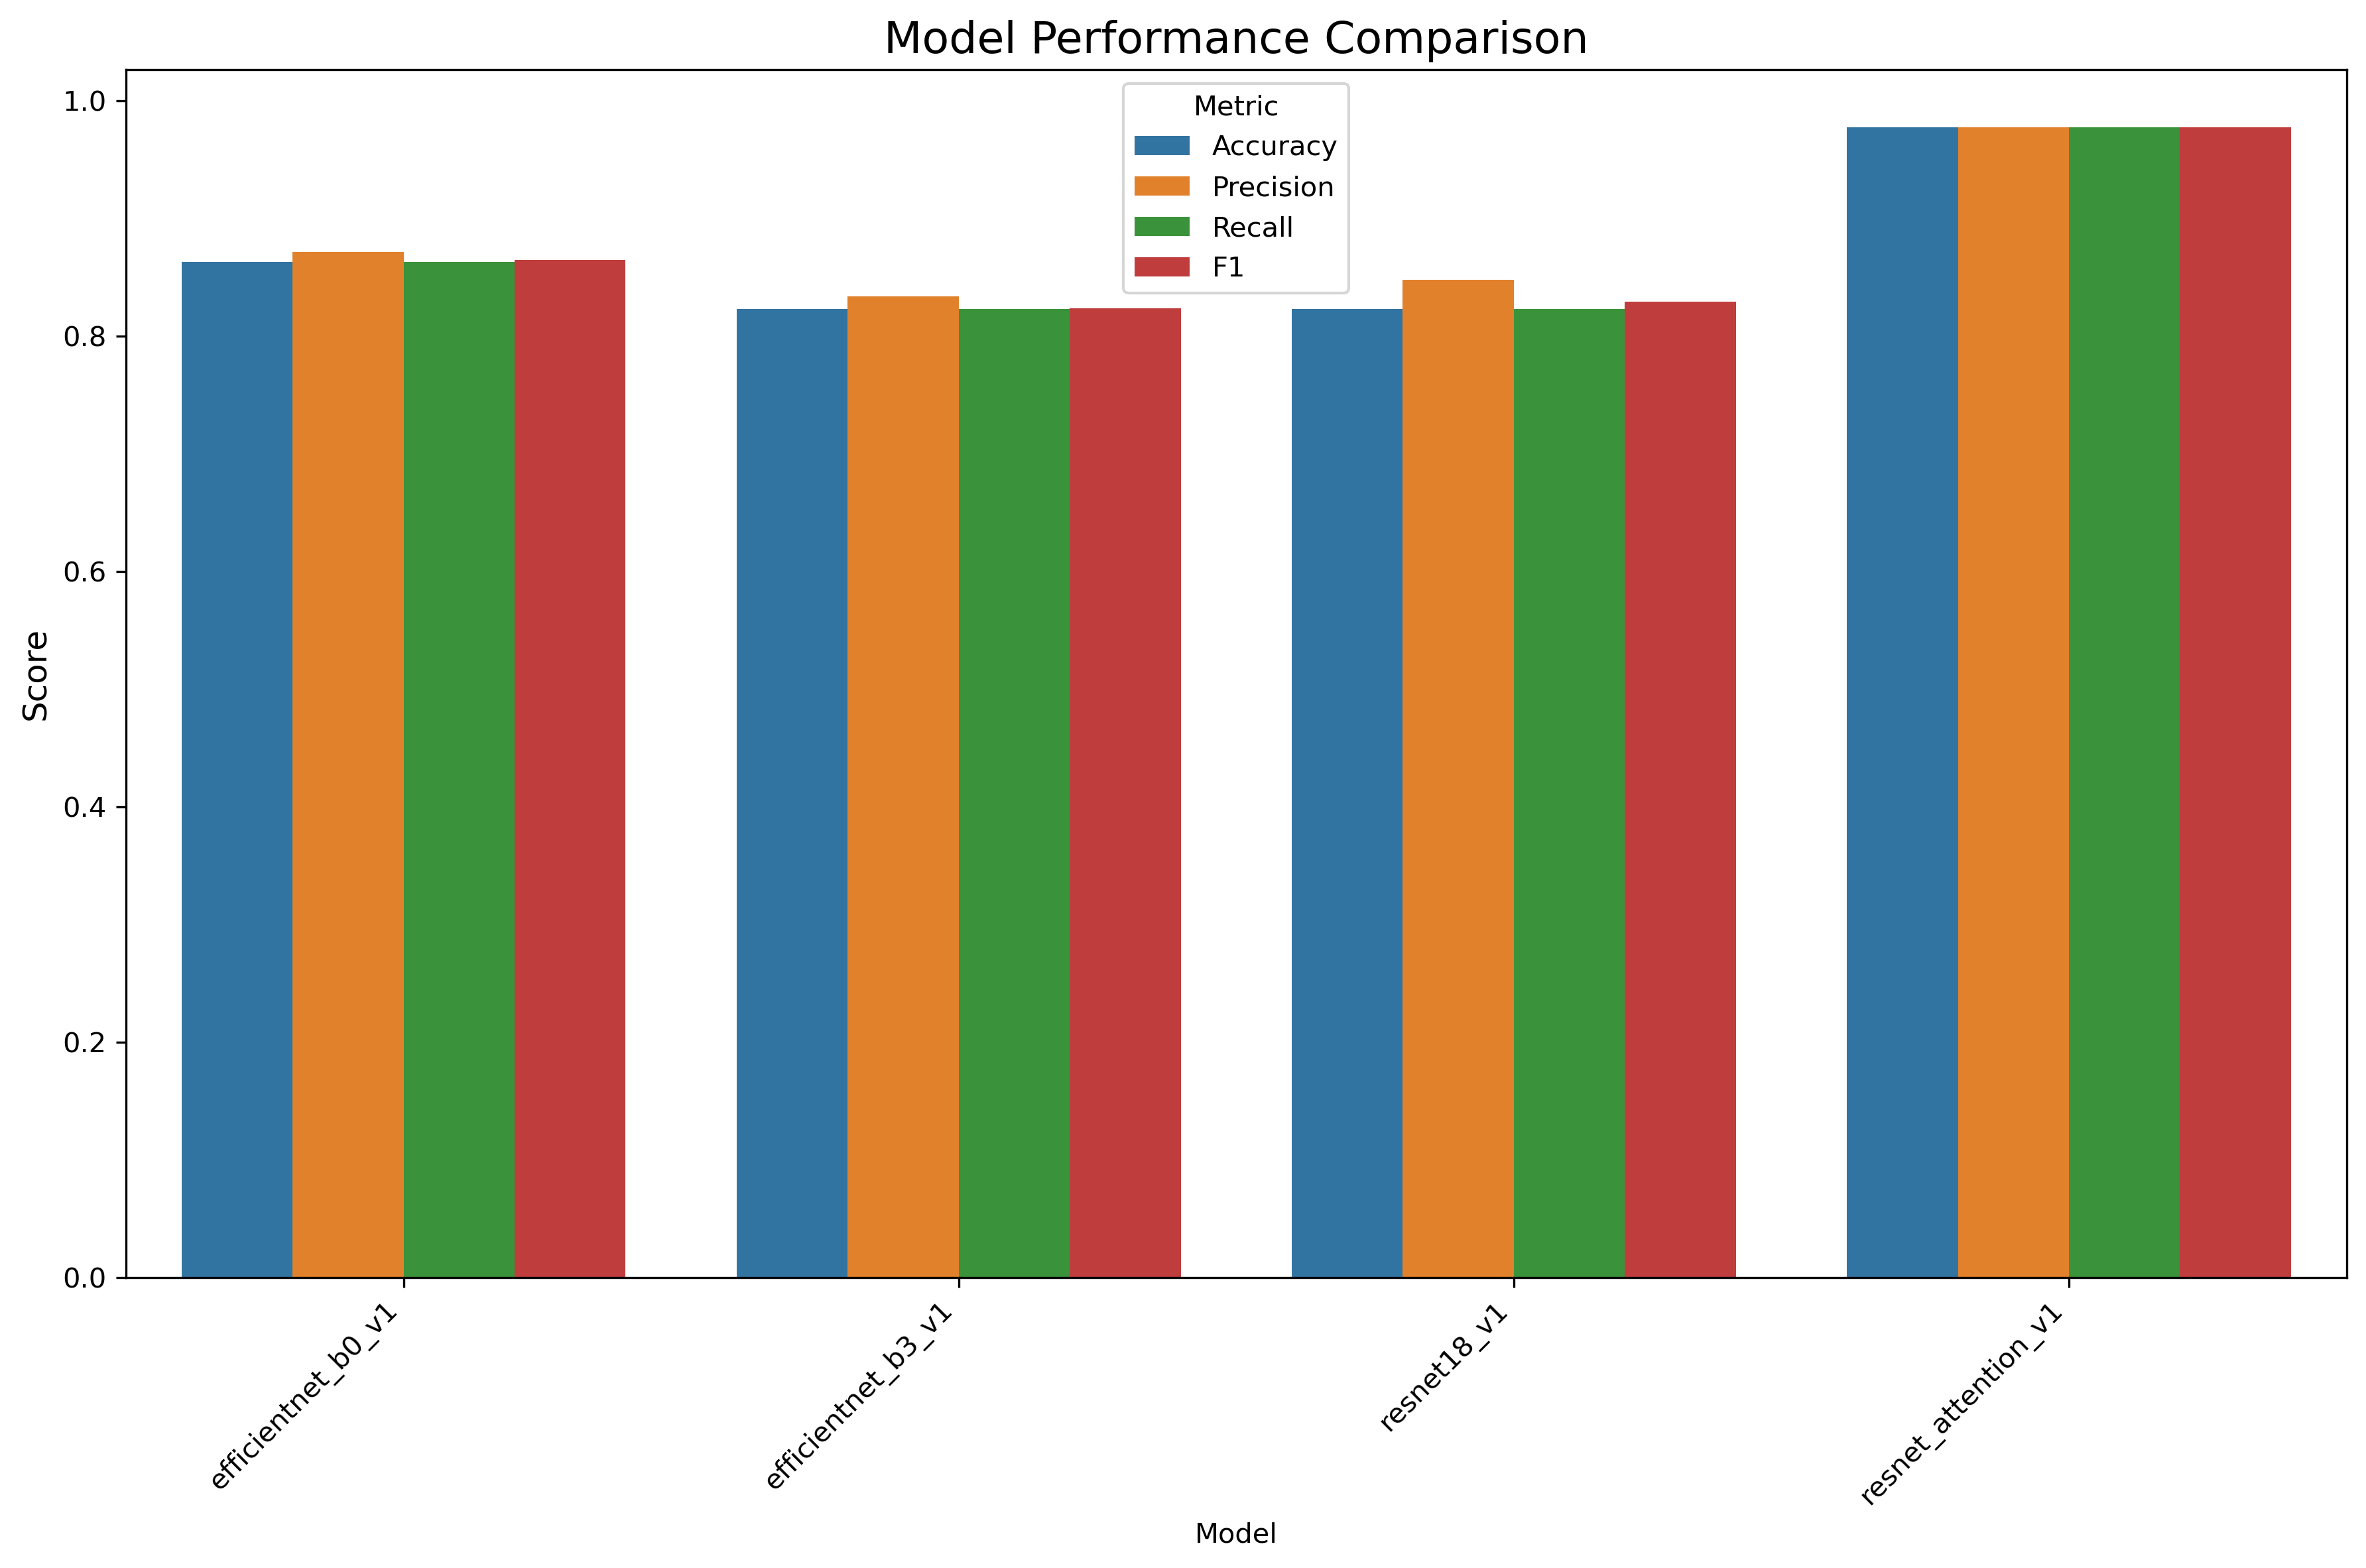 Model Performance Comparison
Metric
Accuracy
Precision
Recall
F1
Score
1.0
0.8
0.6
0.4
0.2
0.0
efficientnet_b0_v1
efficientnet_b3_v1
resnet18_v1
resnet_attention_v1
Model